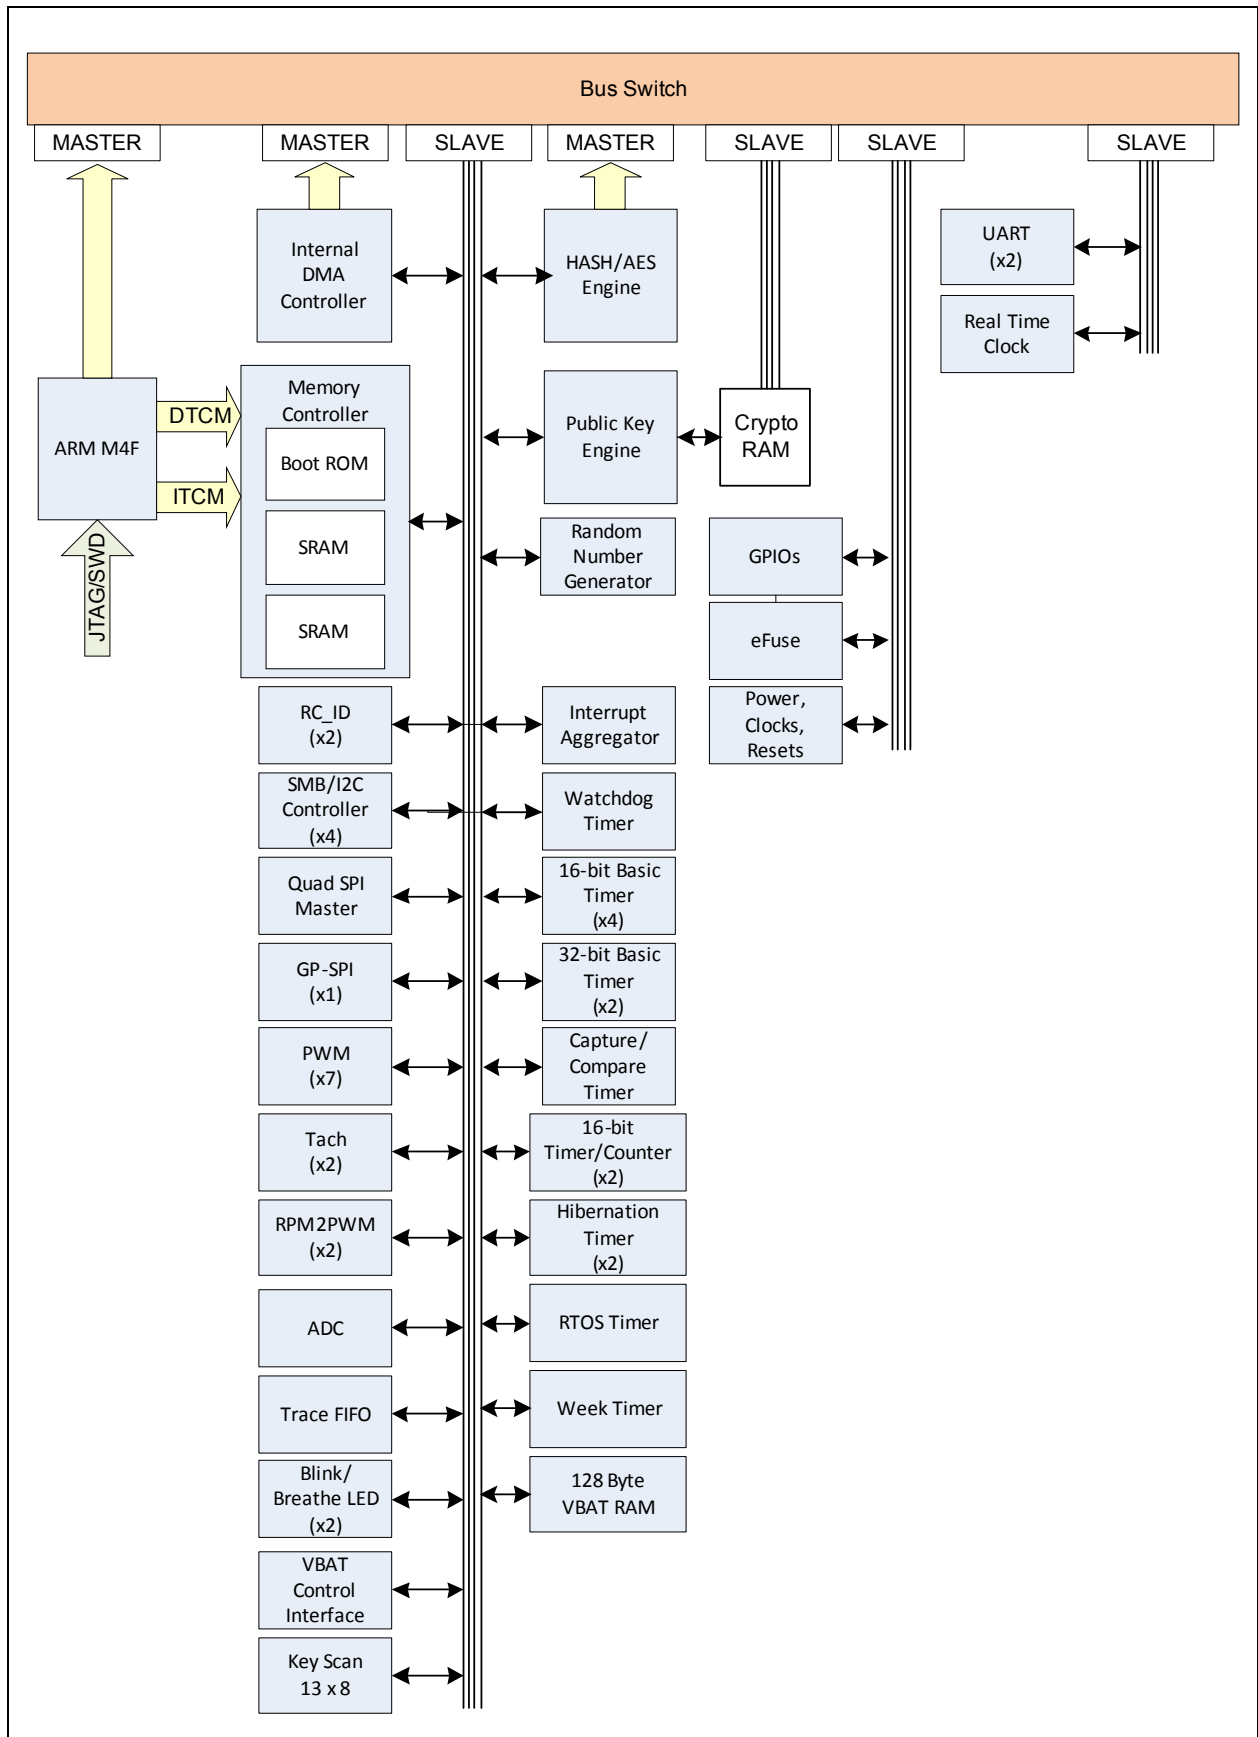 Bus Switch
MASTER
MASTER
SLAVE
MASTER
SLAVE
SLAVE
SLAVE
Internal
DMA
Controller
HASH/AES
Engine
UART
(x2)
Real Time
Clock
ARM M4F
DTCM
ITCM
JTAG/SWD
Memory
Controller
Boot ROM
SRAM
SRAM
Public Key
Engine
Crypto
RAM
Random
Number
Generator
GPIOs
eFuse
Power,
Clocks,
Resets
RC_ID
(x2)
Interrupt
Aggregator
SMB/I2C
Controller
(x4)
Watchdog
Timer
Quad SPI
Master
16-bit Basic
Timer
(x4)
GP-SPI
(x1)
32-bit Basic
Timer
(x2)
PWM
(x7)
Capture/
Compare
Timer
Tach
(x2)
16-bit
Timer/Counter
(x2)
RPM2PWM
(x2)
Hibernation
Timer
(x2)
ADC
RTOS Timer
Trace FIFO
Week Timer
Blink/
Breathe LED
(x2)
128 Byte
VBAT RAM
VBAT
Control
Interface
Key Scan
13 x 8